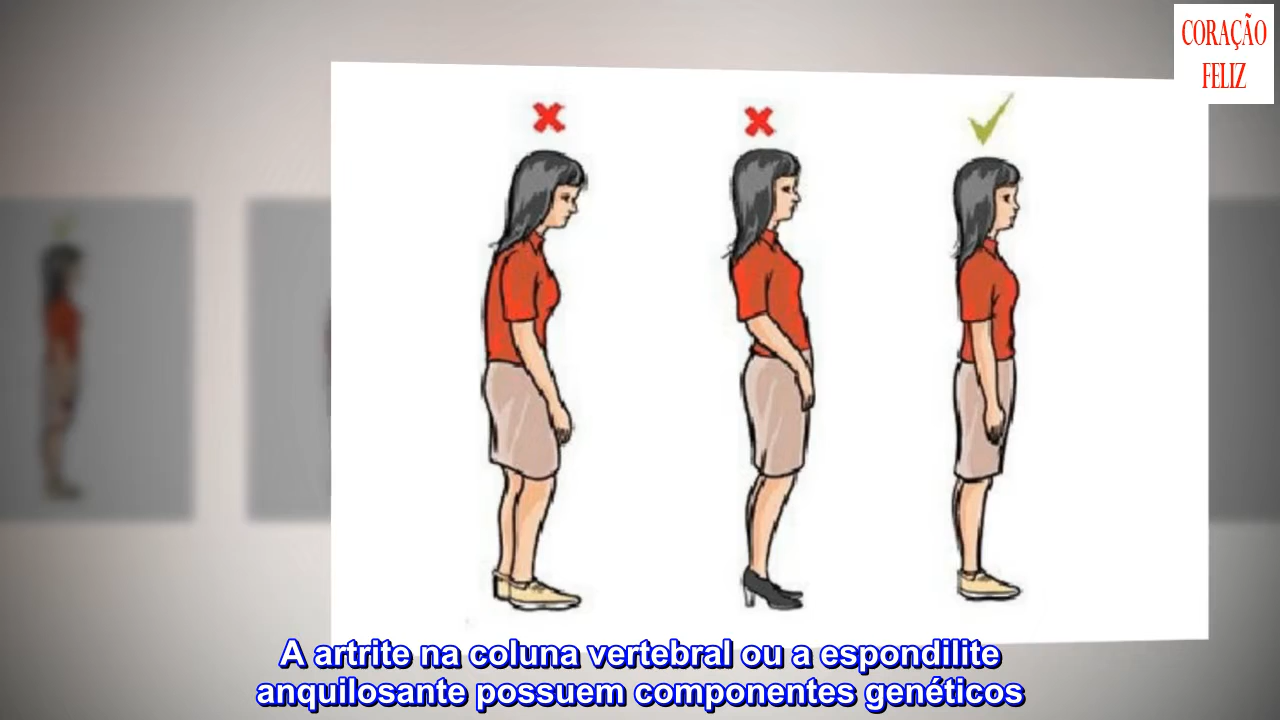 CORAÇÃO
FELIZ
A artrite na coluna vertebral ou a espondilite
anquilosante possuem componentes genéticos